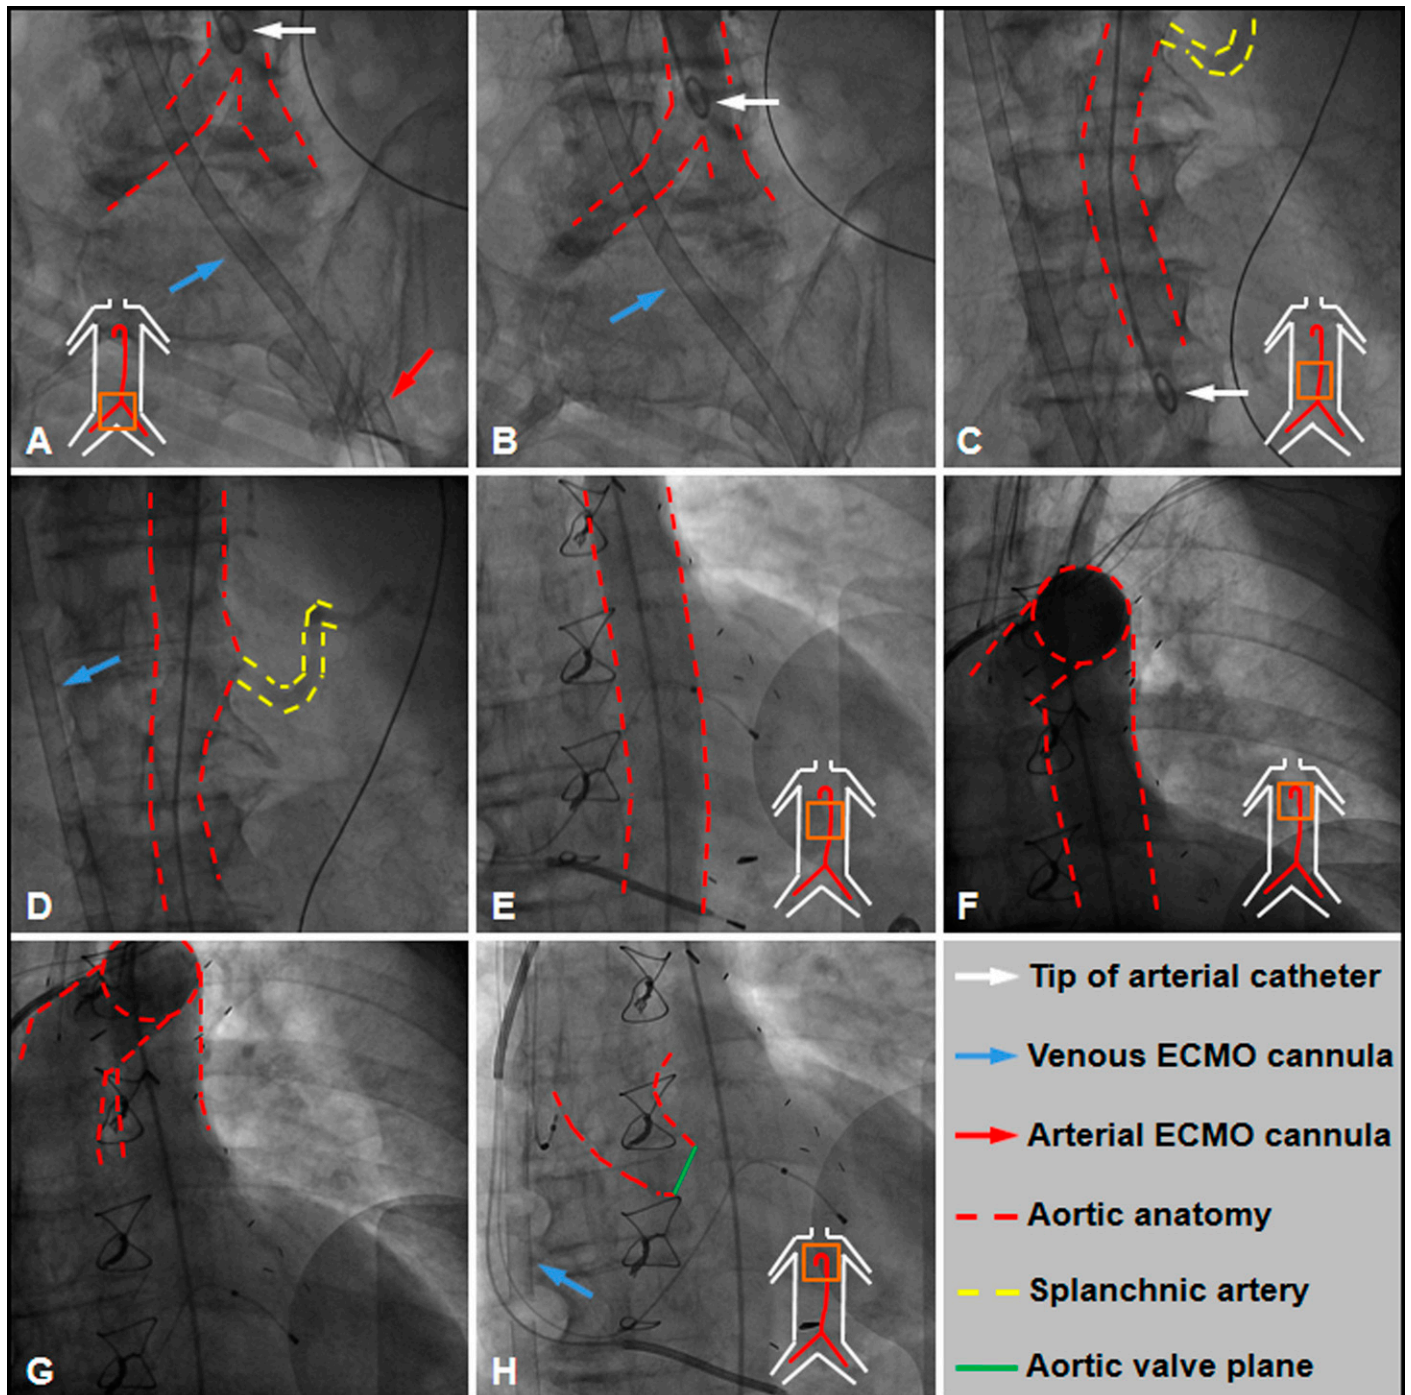 A
B
C
D
E
F
G
H
Tip of arterial catheter
Venous ECMO cannula
Arterial ECMO cannula
Aortic anatomy
Splanchnic artery
Aortic valve plane